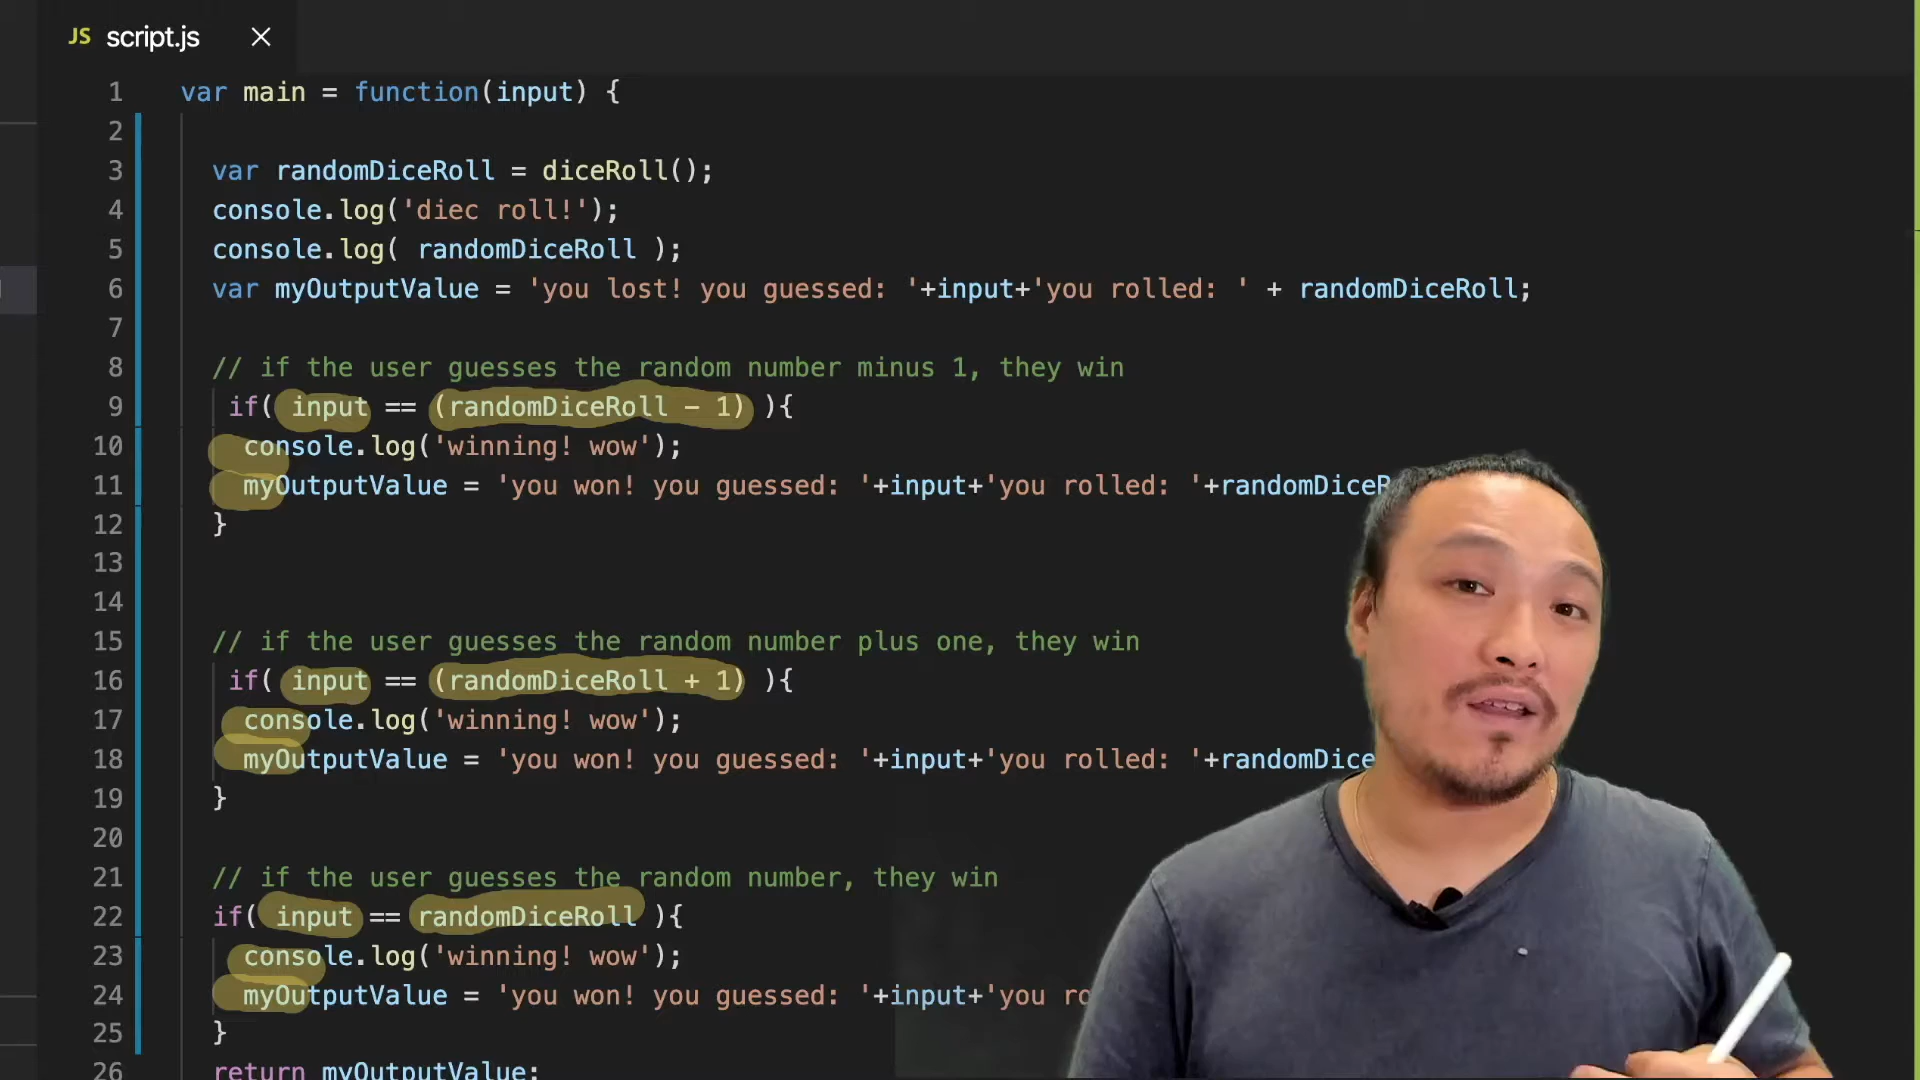 JS script.js ×
1 var main = function(input) {
2
3 var randomDiceRoll = diceRoll();
4 console.log('diec roll!');
5 console.log( randomDiceRoll );
6 var myOutputValue = 'you lost! you guessed: '+input+'you rolled: ' + randomDiceRoll;
7
8 // if the user guesses the random number minus 1, they win
9 if( input == (randomDiceRoll - 1) ){
10 console.log('winning! wow');
11 myOutputValue = 'you won! you guessed: '+input+'you rolled: '+randomDiceR
12 }
13
14
15 // if the user guesses the random number plus one, they win
16 if( input == (randomDiceRoll + 1) ){
17 console.log('winning! wow');
18 myOutputValue = 'you won! you guessed: '+input+'you rolled: '+randomDice
19 }
20
21 // if the user guesses the random number, they win
22 if( input == randomDiceRoll ){
23 console.log('winning! wow');
24 myOutputValue = 'you won! you guessed: '+input+'you ro
25 }
26 return myOutputValue;